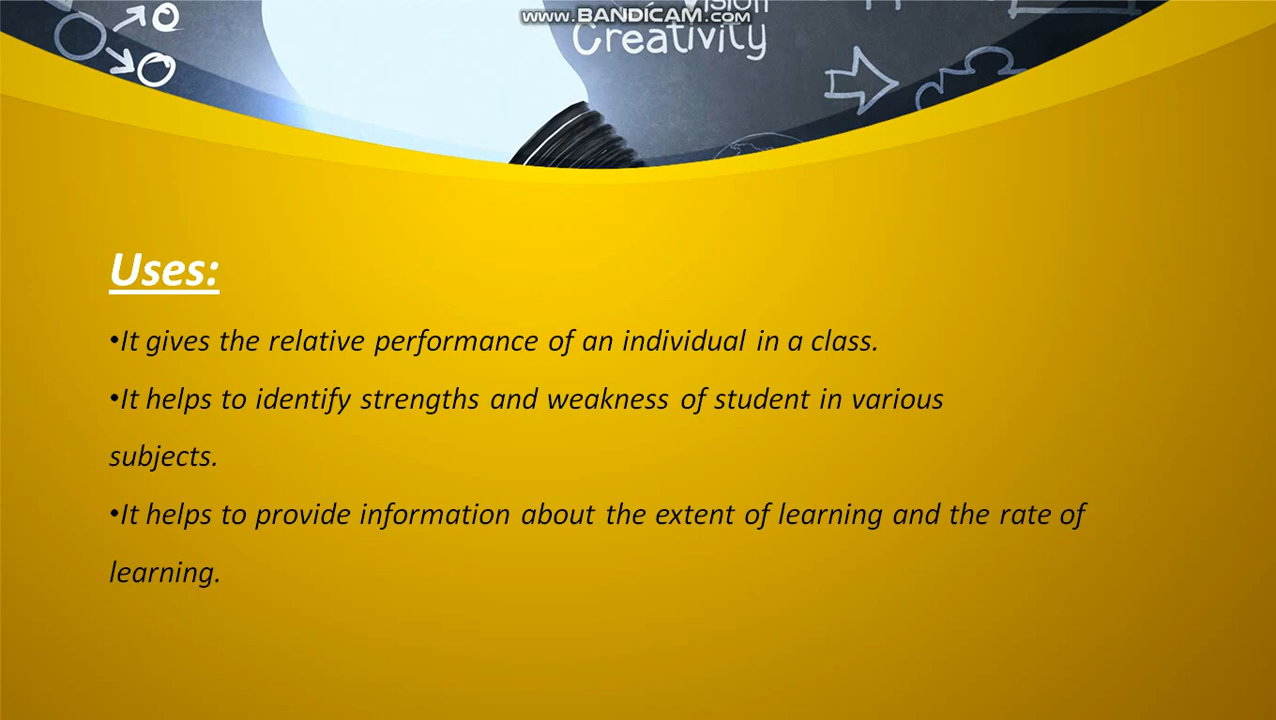 www.BANDICAM.com
Creativity
Uses:
•It gives the relative performance of an individual in a class.
•It helps to identify strengths and weakness of student in various
subjects.
•It helps to provide information about the extent of learning and the rate of
learning.